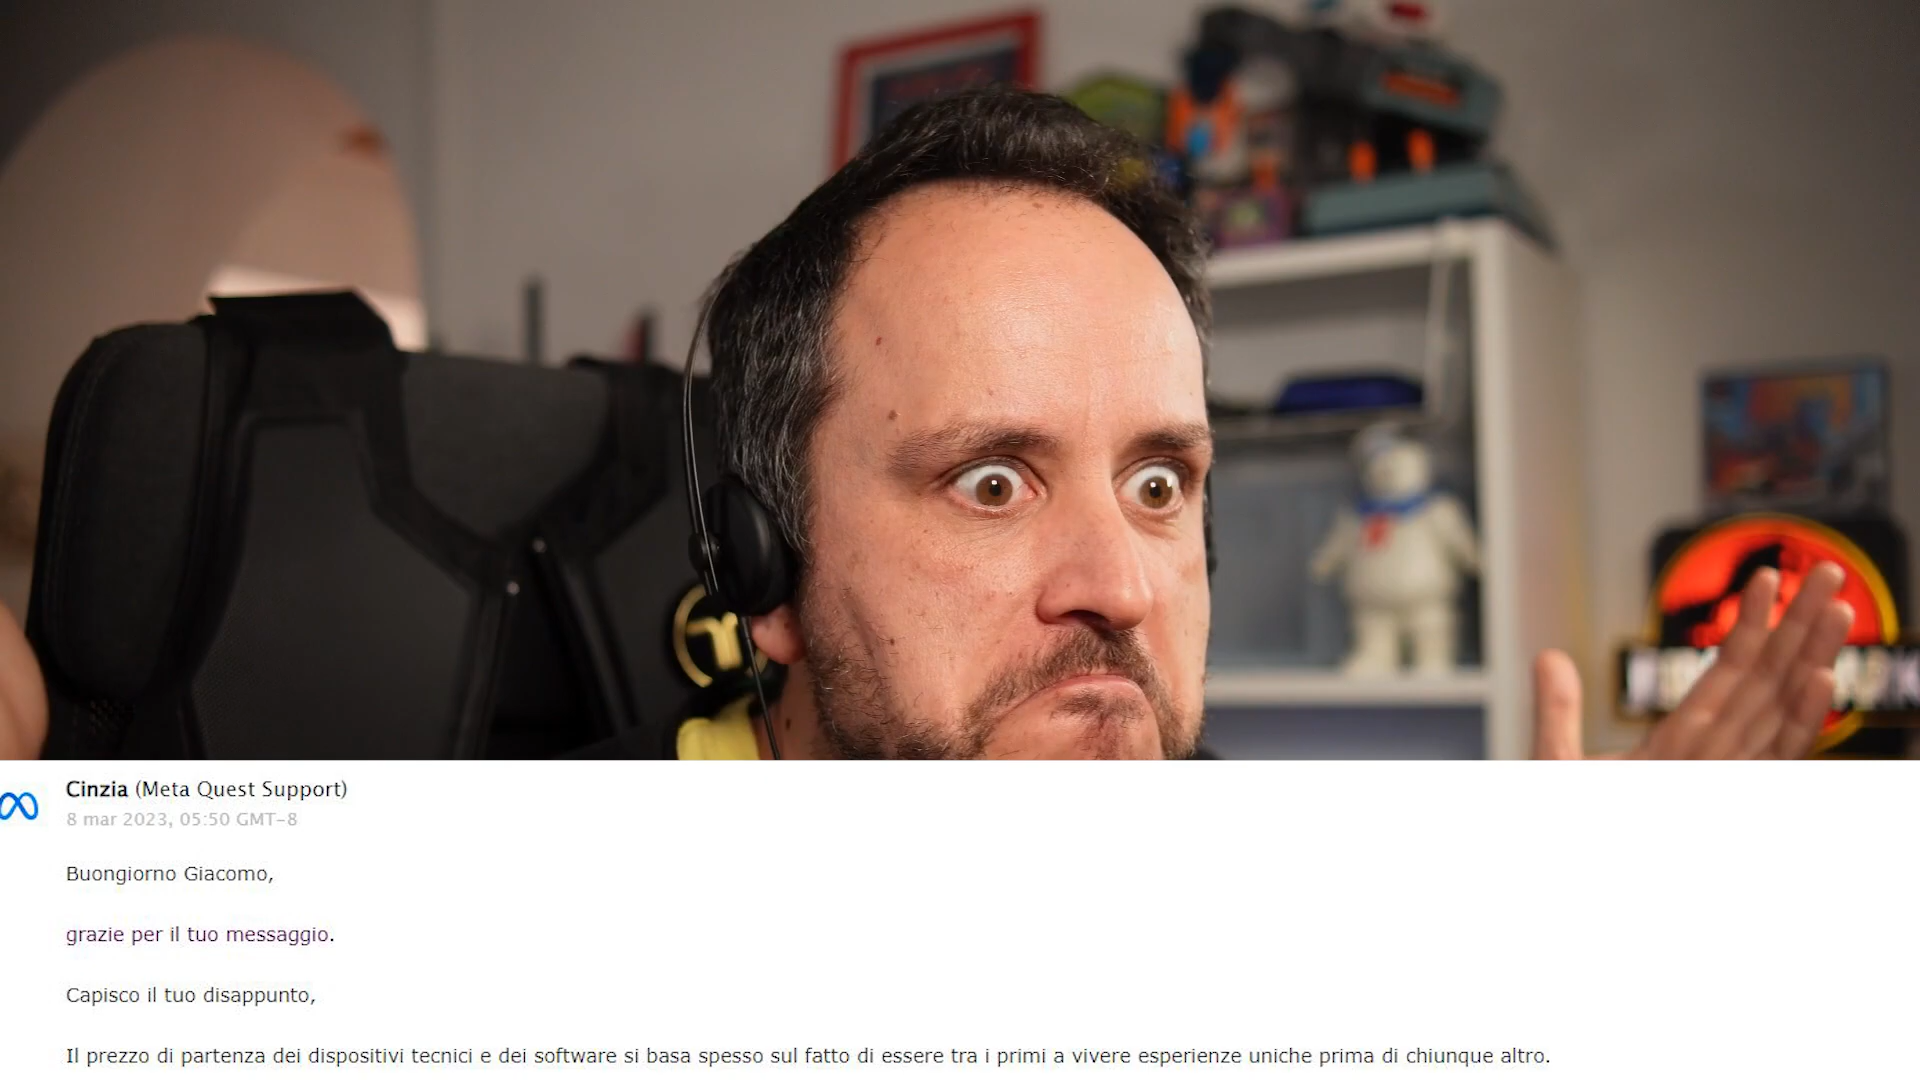 Cinzia (Meta Quest Support)
8 mar 2023, 05:50 GMT-8
Buongiorno Giacomo,
grazie per il tuo messaggio.
Capisco il tuo disappunto,
Il prezzo di partenza dei dispositivi tecnici e dei software si basa spesso sul fatto di essere tra i primi a vivere esperienze uniche prima di chiunque altro.